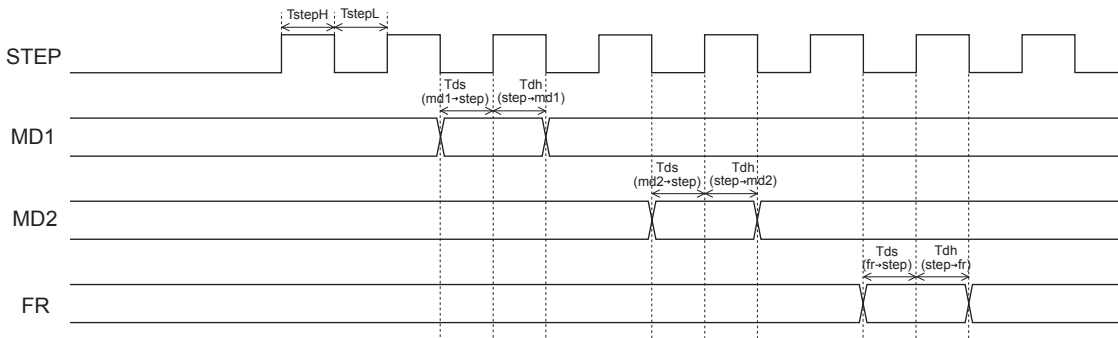 TstepH TstepL
STEP
Tds Tdh
(md1→step) (step→md1)
MD1
Tds Tdh
(md2→step) (step→md2)
MD2
Tds Tdh
(fr→step) (step→fr)
FR